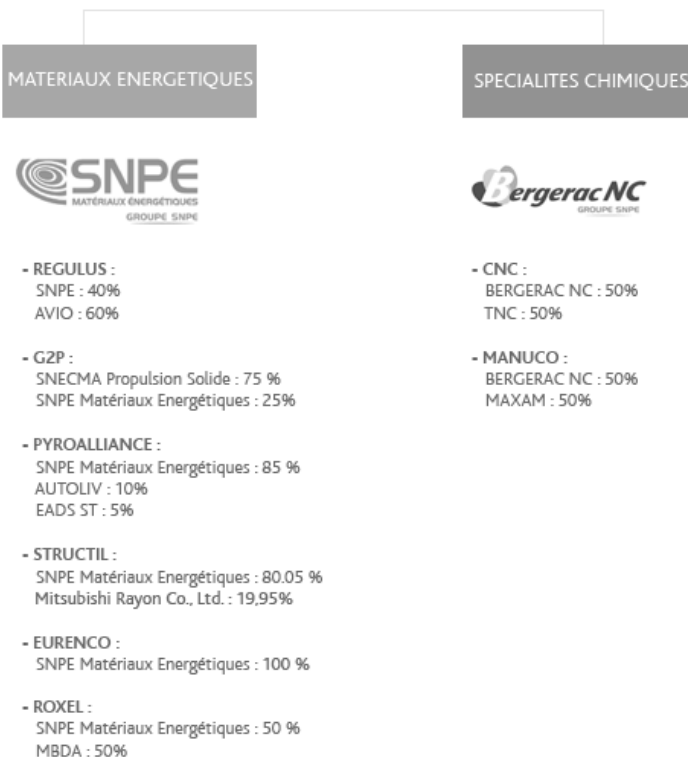 MATERIAUX ENERGETIQUES
SNPE
MATÉRIAUX ÉNERGÉTIQUES
GROUPE SNPE
- REGULUS :
SNPE : 40%
AVIO : 60%
- G2P :
SNECMA Propulsion Solide : 75 %
SNPE Matériaux Energétiques : 25%
- PYROALLIANCE :
SNPE Matériaux Energétiques : 85 %
AUTOLIV : 10%
EADS ST : 5%
- STRUCTIL :
SNPE Matériaux Energétiques : 80.05 %
Mitsubishi Rayon Co., Ltd. : 19,95%
- EURENCO :
SNPE Matériaux Energétiques : 100 %
- ROXEL :
SNPE Matériaux Energétiques : 50 %
MBDA : 50%
SPECIALITES CHIMIQUES
Bergerac NC
GROUPE SNPE
- CNC :
BERGERAC NC : 50%
TNC : 50%
- MANUCO :
BERGERAC NC : 50%
MAXAM : 50%